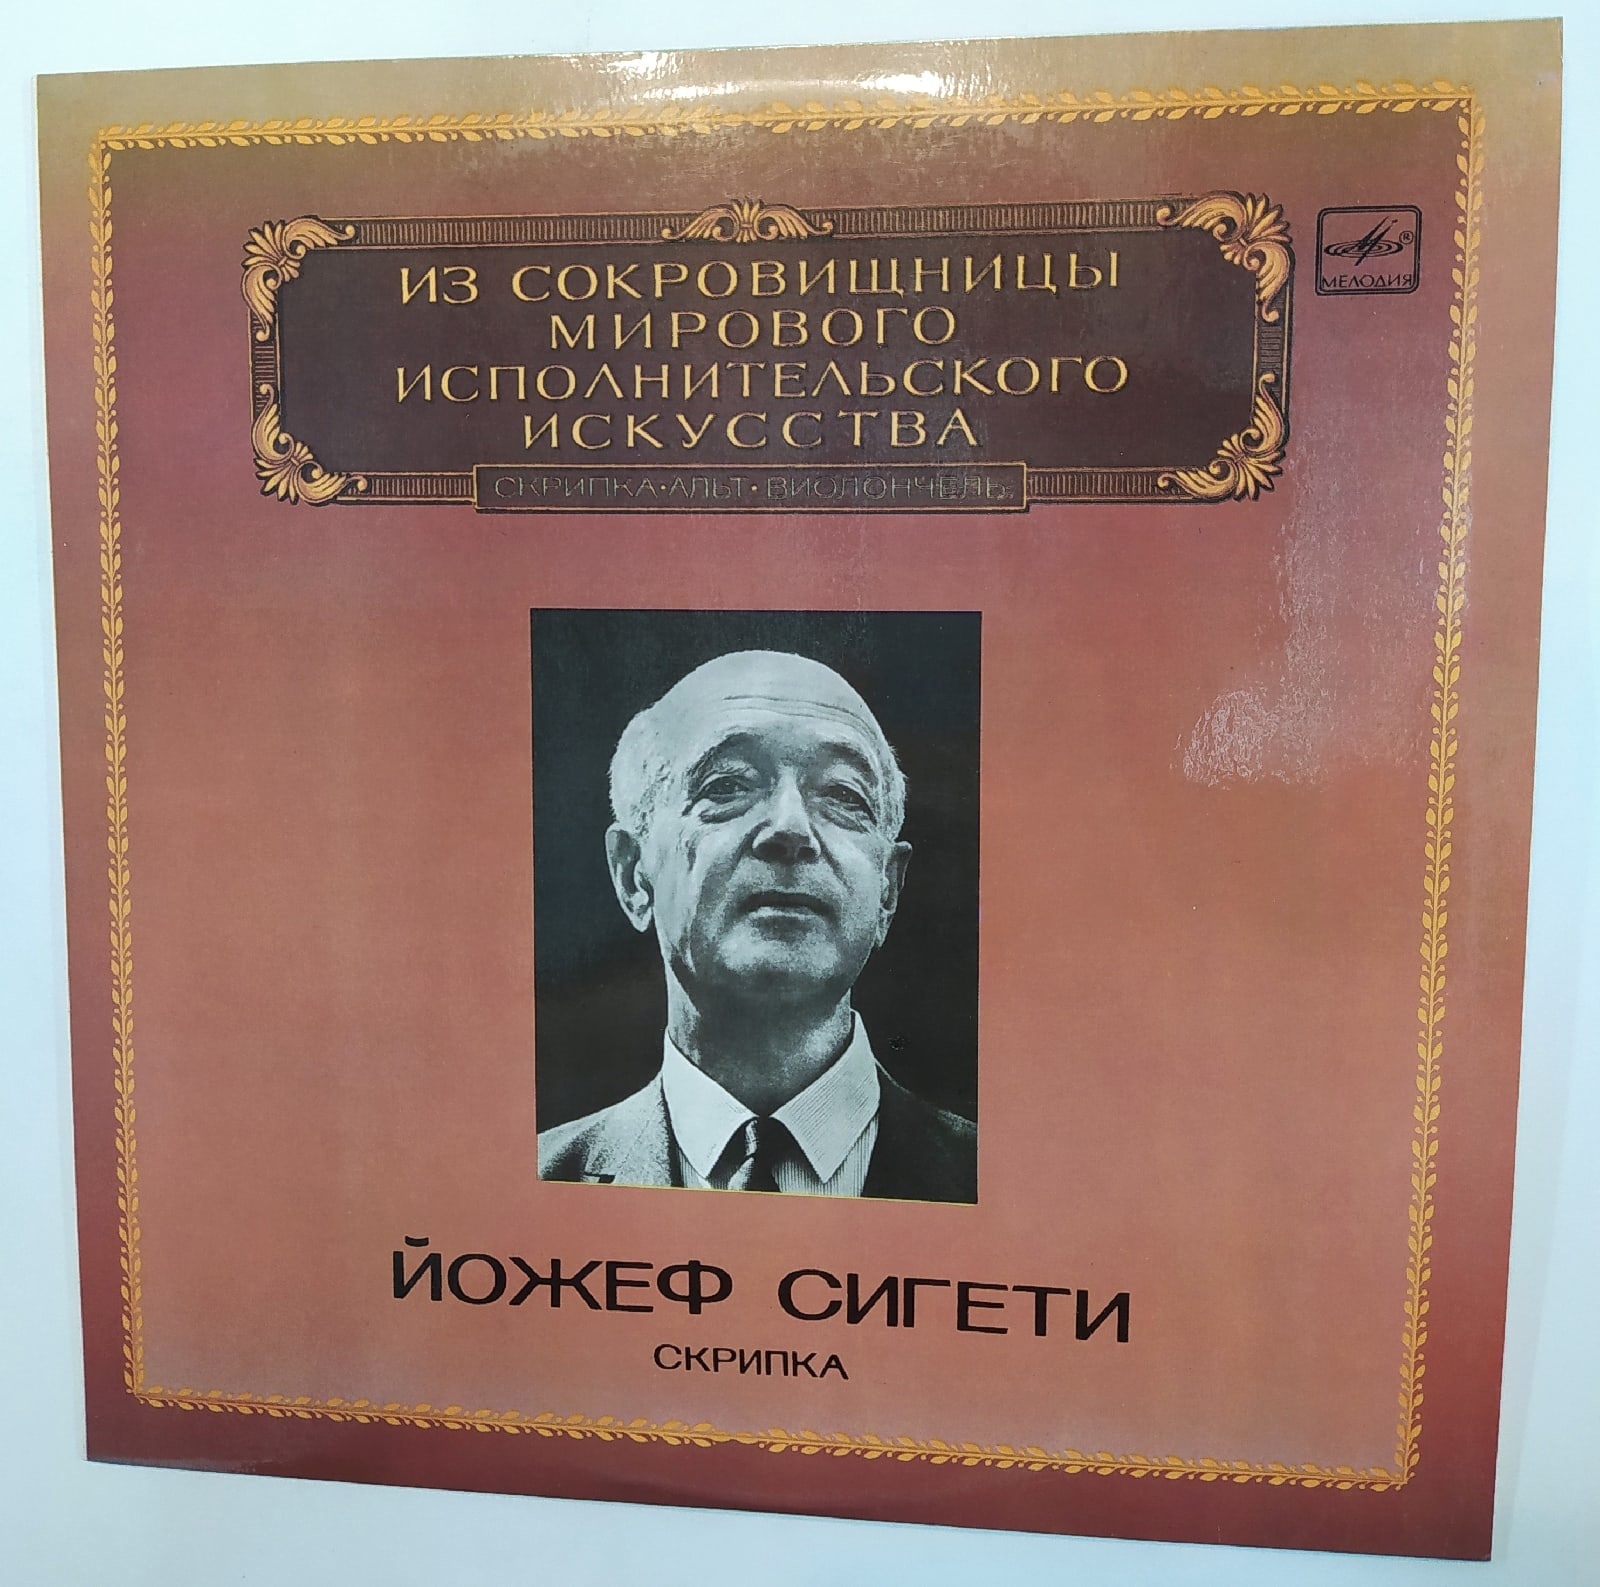 ИЗ СОКРОВИЩНИЦЫ
МИРОВОГО
ИСПОЛНИТЕЛЬСКОГО
ИСКУССТВА
СКРИПКА•АЛЬТ•ВИОЛОНЧЕЛЬ
МЕЛОДИЯ ®
ЙОЖЕФ СИГЕТИ
СКРИПКА